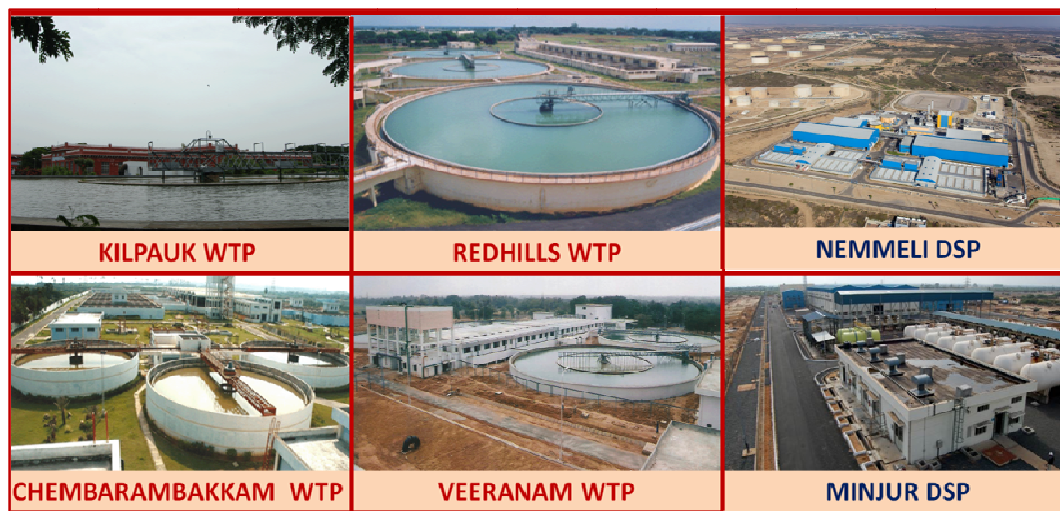 KILPAUK WTP
REDHILLS WTP
NEMMELI DSP
CHEMBARAMBAKKAM WTP
VEERANAM WTP
MINJUR DSP